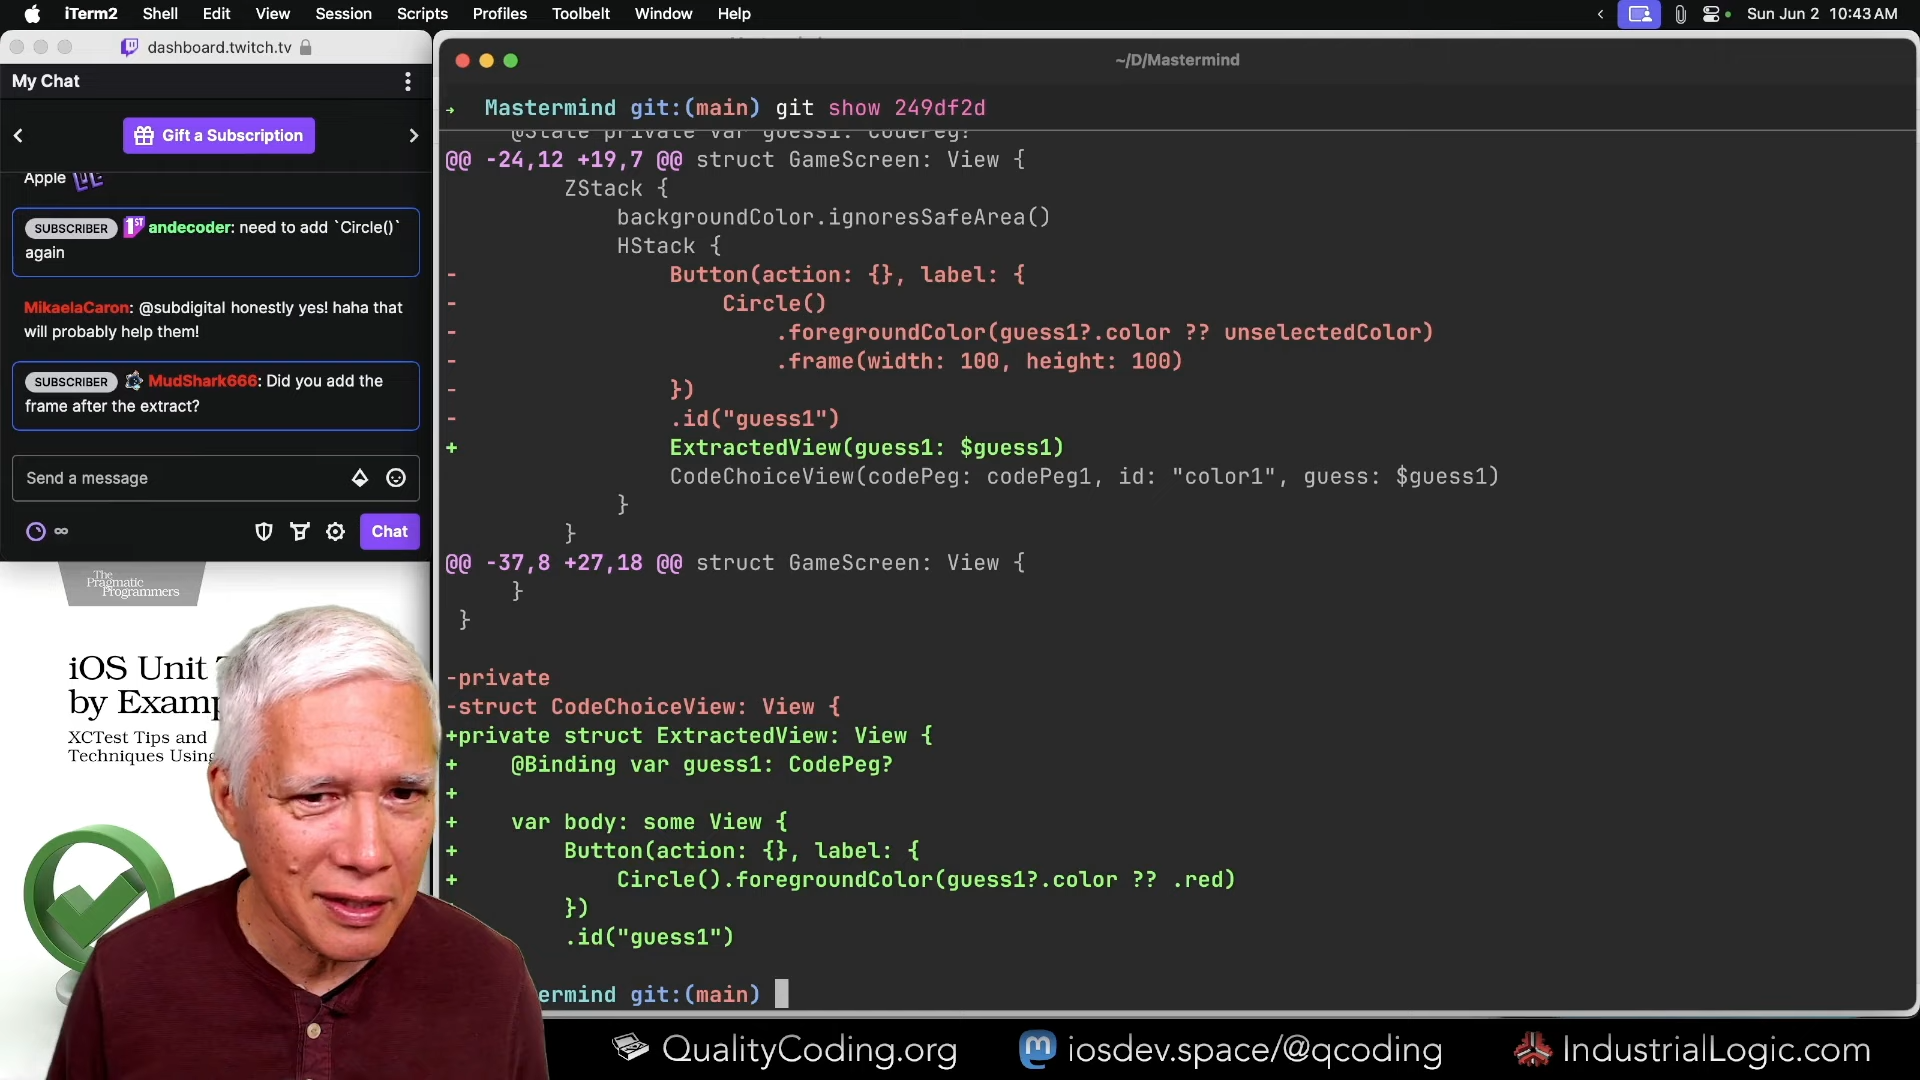 iTerm2 Shell Edit View Session Scripts Profiles Toolbelt Window Help Sun Jun 2 10:43 AM
dashboard.twitch.tv
My Chat
Gift a Subscription
Apple
SUBSCRIBER 1ST andecoder: need to add `Circle()`
again
MikaelaCaron: @subdigital honestly yes! haha that
will probably help them!
SUBSCRIBER MudShark666: Did you add the
frame after the extract?
Send a message
∞ Chat
The
Pragmatic
Programmers
iOS Unit
by Examp
XCTest Tips and
Techniques Using
~/D/Mastermind
→ Mastermind git:(main) git show 249df2d
@State private var guess1: CodePeg?
@@ -24,12 +19,7 @@ struct GameScreen: View {
ZStack {
backgroundColor.ignoresSafeArea()
HStack {
- Button(action: {}, label: {
- Circle()
- .foregroundColor(guess1?.color ?? unselectedColor)
- .frame(width: 100, height: 100)
- })
- .id("guess1")
+ ExtractedView(guess1: $guess1)
CodeChoiceView(codePeg: codePeg1, id: "color1", guess: $guess1)
}
}
@@ -37,8 +27,18 @@ struct GameScreen: View {
}
}
-private
-struct CodeChoiceView: View {
+private struct ExtractedView: View {
+ @Binding var guess1: CodePeg?
+
+ var body: some View {
+ Button(action: {}, label: {
+ Circle().foregroundColor(guess1?.color ?? .red)
})
.id("guess1")
ermind git:(main)
QualityCoding.org
iosdev.space/@qcoding
IndustrialLogic.com